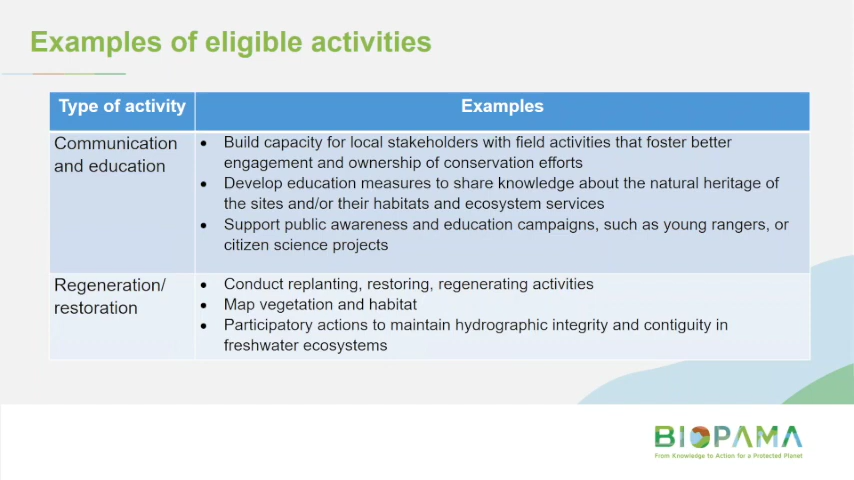 Examples of eligible activities
Type of activity
Examples
Communication
and education
• Build capacity for local stakeholders with field activities that foster better
engagement and ownership of conservation efforts
• Develop education measures to share knowledge about the natural heritage of
the sites and/or their habitats and ecosystem services
• Support public awareness and education campaigns, such as young rangers, or
citizen science projects
Regeneration/
restoration
• Conduct replanting, restoring, regenerating activities
• Map vegetation and habitat
• Participatory actions to maintain hydrographic integrity and contiguity in
freshwater ecosystems
BIOPAMA
From Knowledge to Action for a Protected Planet